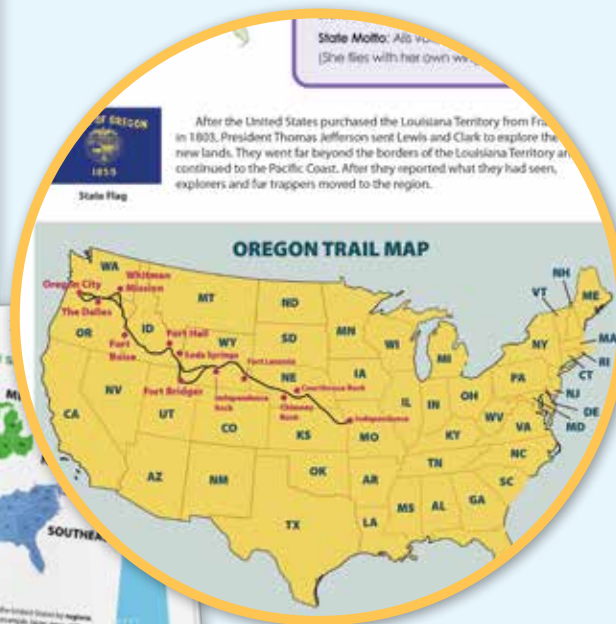 State Motto: Alis
(She flies with her own
OF OREGON
1859
State Flag
After the United States purchased the Louisiana Territory from
in 1803, President Thomas Jefferson sent Lewis and Clark to explore the
new lands. They went far beyond the borders of the Louisiana Territory
continued to the Pacific Coast. After they reported what they had seen,
explorers and fur trappers moved to the region.
OREGON TRAIL MAP
WA
Whitman
Mission
Oregon City
The Dalles
OR
ID
MT
ND
MN
Fort
Boise
Fort Hall
Soda Springs
WY
SD
WI
MI
NY
VT
NH
ME
MA
RI
CT
NJ
DE
MD
PA
Fort Laramie
NE
IA
Fort Bridger
Independence
Rock
Courthouse Rock
Chimney
Rock
Independence
NV
UT
CO
KS
MO
IL
IN
OH
WV
VA
CA
KY
NC
AZ
NM
OK
AR
TN
SC
TX
LA
MS
AL
GA
SOUTHEA
the United States by regions